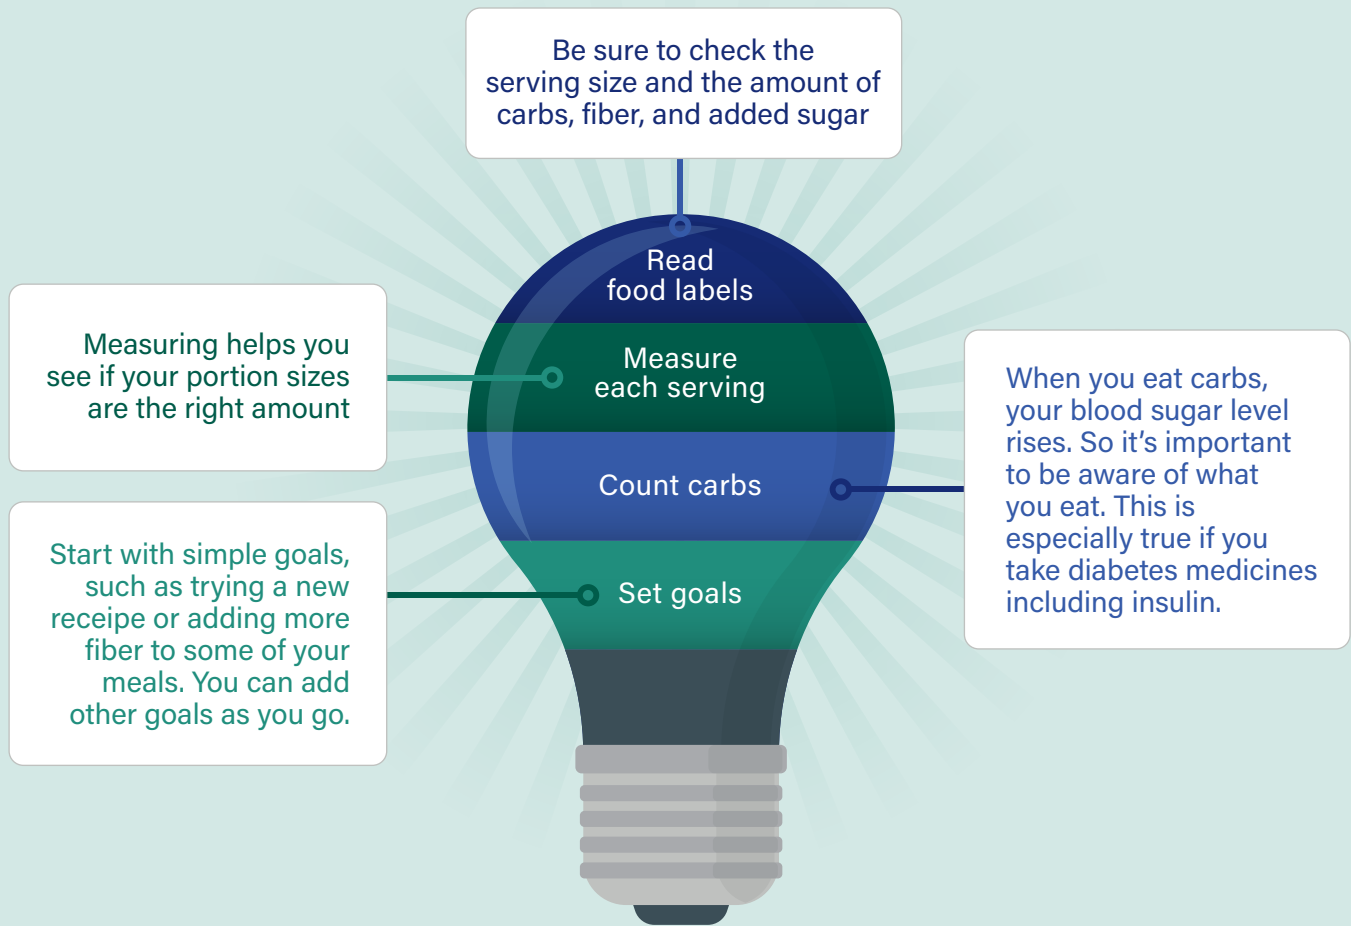 Be sure to check the
serving size and the amount of
carbs, fiber, and added sugar
Read
food labels
Measuring helps you
see if your portion sizes
are the right amount
Measure
each serving
Count carbs
When you eat carbs,
your blood sugar level
rises. So it’s important
to be aware of what
you eat. This is
especially true if you
take diabetes medicines
including insulin.
Start with simple goals,
such as trying a new
receipe or adding more
fiber to some of your
meals. You can add
other goals as you go.
Set goals